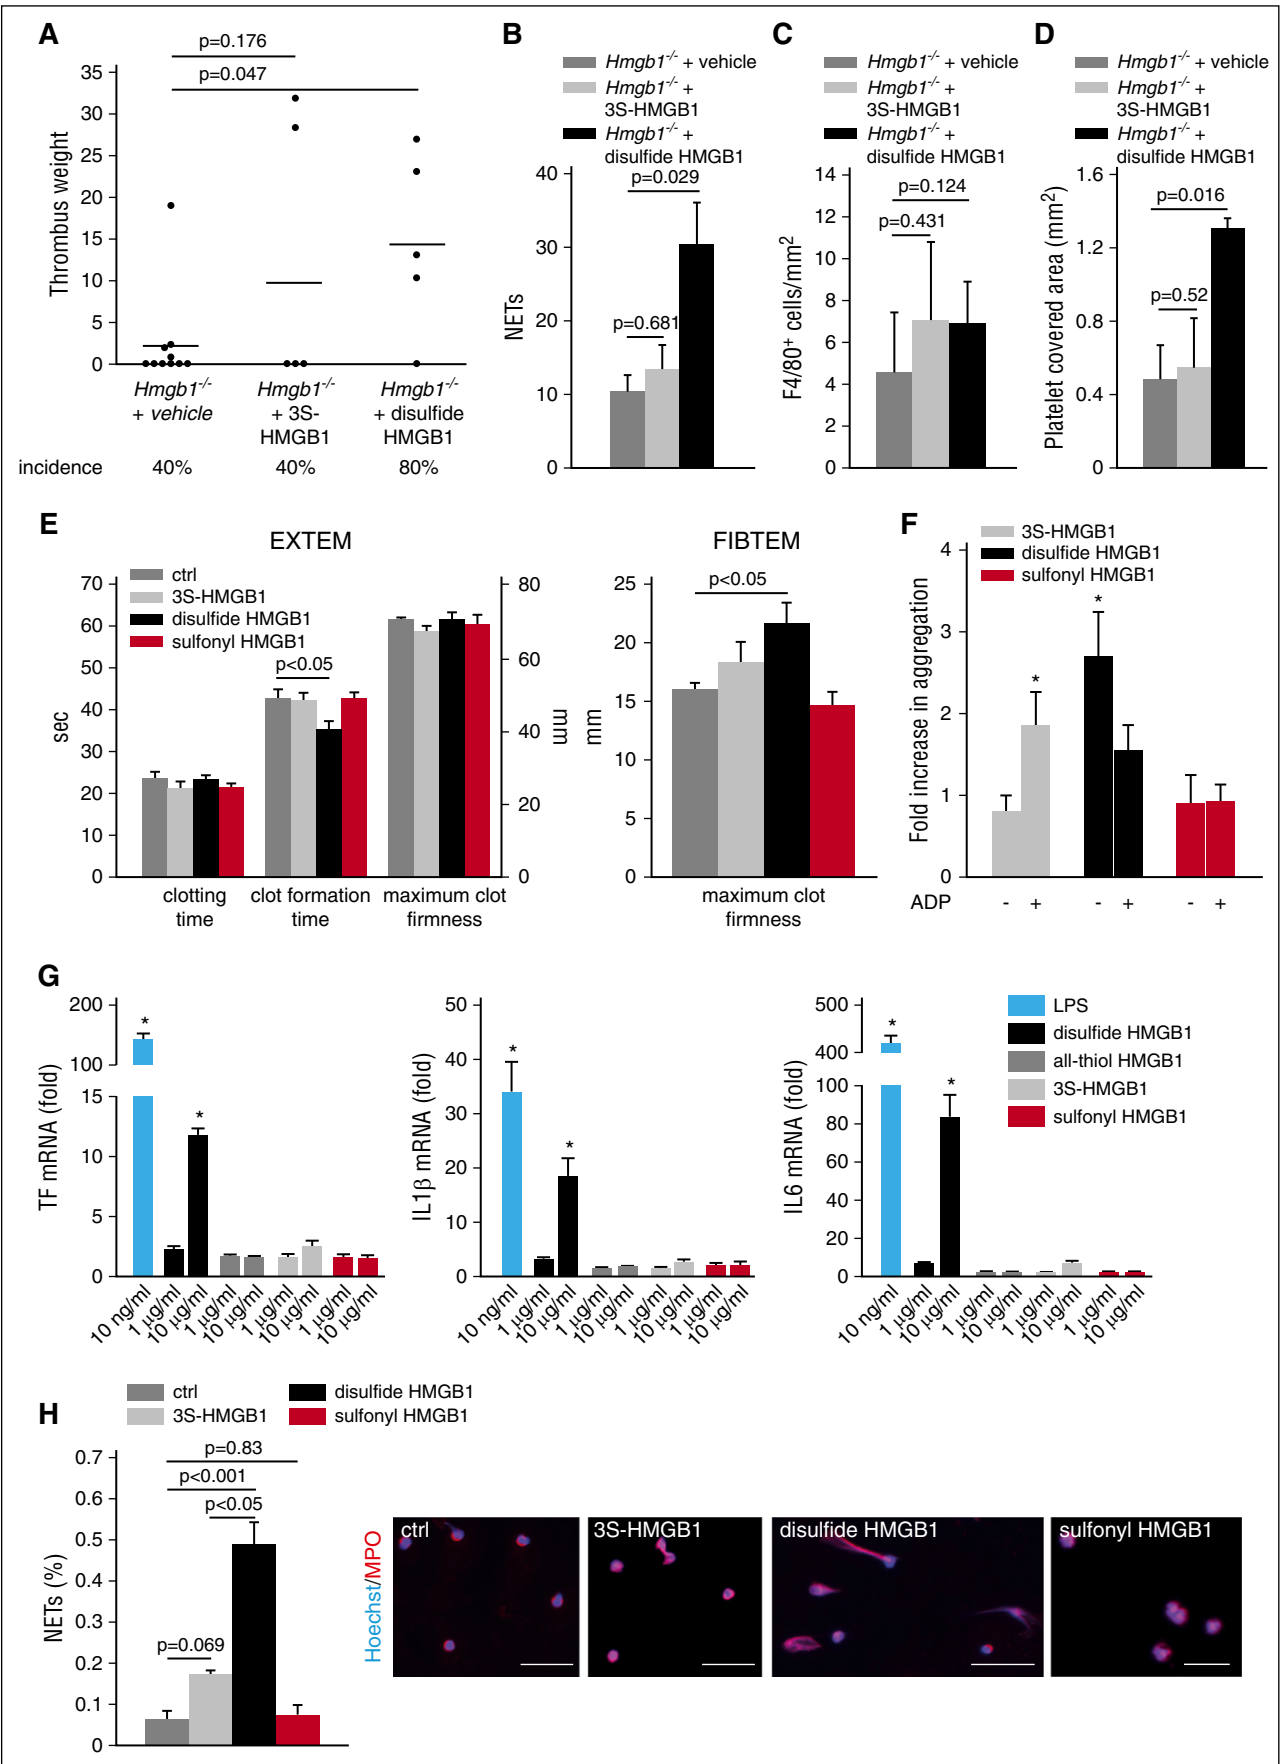 A
p=0.176
p=0.047
35
30
25
20
15
10
5
0
Thrombus weight
Hmgb1-/-
+ vehicle
Hmgb1-/-
+ 3S-
HMGB1
Hmgb1-/-
+ disulfide
HMGB1
incidence 40% 40% 80%
B
Hmgb1-/- + vehicle
Hmgb1-/- +
3S-HMGB1
Hmgb1-/- +
disulfide HMGB1
p=0.029
p=0.681
40
30
20
10
0
NETs
C
Hmgb1-/- + vehicle
Hmgb1-/- +
3S-HMGB1
Hmgb1-/- +
disulfide HMGB1
p=0.124
p=0.431
14
12
10
8
6
4
2
0
F4/80+ cells/mm2
D
Hmgb1-/- + vehicle
Hmgb1-/- +
3S-HMGB1
Hmgb1-/- +
disulfide HMGB1
p=0.016
p=0.52
1.6
1.2
0.8
0.4
0
Platelet covered area (mm2)
E
EXTEM
ctrl
3S-HMGB1
disulfide HMGB1
sulfonyl HMGB1
p<0.05
70
60
50
40
30
20
10
0
sec
80
60
40
20
0
mm
clotting
time
clot formation
time
maximum clot
firmness
FIBTEM
p<0.05
25
20
15
10
5
0
mm
maximum clot
firmness
F
3S-HMGB1
disulfide HMGB1
sulfonyl HMGB1
4
3
2
1
0
Fold increase in aggregation
* *
ADP - + - + - +
G
200
100
15
10
5
0
TF mRNA (fold)
* *
10 ng/ml
1 µg/ml
10 µg/ml
1 µg/ml
10 µg/ml
1 µg/ml
10 µg/ml
1 µg/ml
10 µg/ml
50
40
30
20
10
0
IL1β mRNA (fold)
* *
10 ng/ml
1 µg/ml
10 µg/ml
1 µg/ml
10 µg/ml
1 µg/ml
10 µg/ml
1 µg/ml
10 µg/ml
500
400
100
80
60
40
20
0
IL6 mRNA (fold)
* *
10 ng/ml
1 µg/ml
10 µg/ml
1 µg/ml
10 µg/ml
1 µg/ml
10 µg/ml
1 µg/ml
10 µg/ml
LPS
disulfide HMGB1
all-thiol HMGB1
3S-HMGB1
sulfonyl HMGB1
H
ctrl
3S-HMGB1
disulfide HMGB1
sulfonyl HMGB1
p=0.83
p<0.001
p<0.05
p=0.069
0.7
0.6
0.5
0.4
0.3
0.2
0.1
0
NETs (%)
Hoechst/MPO
ctrl
3S-HMGB1
disulfide HMGB1
sulfonyl HMGB1